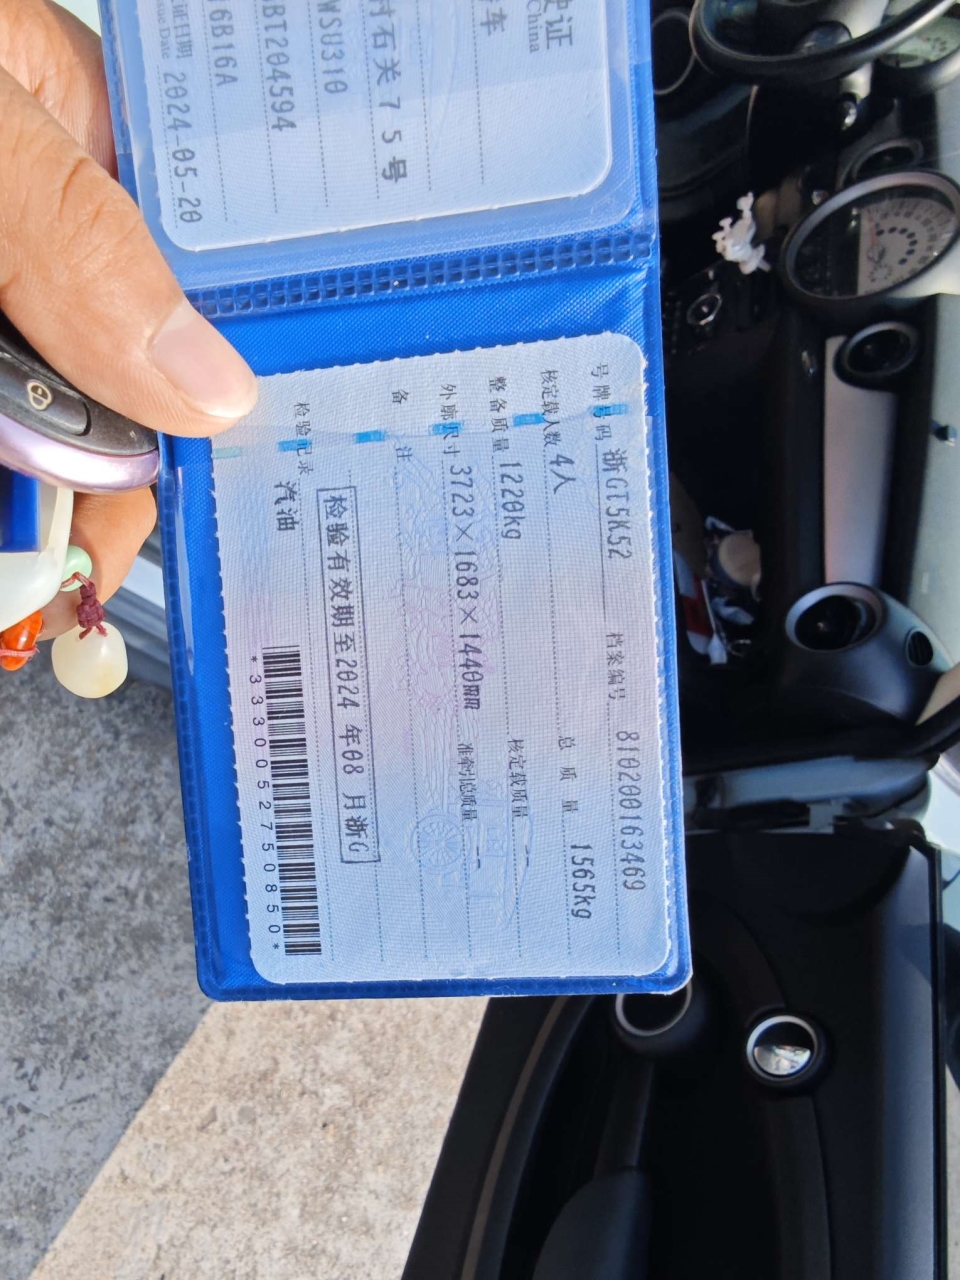 驶证
China
车
村石关75号
WSU310
BT204594
16B16A
证日期 2024-05-20
ssue Date
号牌号码 浙GT5K52 档案编号 810200163469
核定载人数 4人 总质量 1565kg
整备质量 1220kg 核定载质量 --
外廓尺寸 3723×1683×1440mm 准牵引总质量 --
备注
检验有效期至2024 年08 月浙G
检验记录
汽油
*3330052750850*